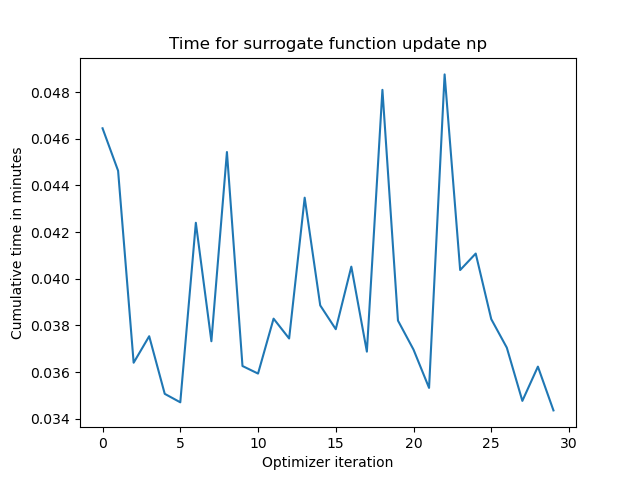 Time for surrogate function update np
Cumulative time in minutes
0.048
0.046
0.044
0.042
0.040
0.038
0.036
0.034
0 5 10 15 20 25 30
Optimizer iteration